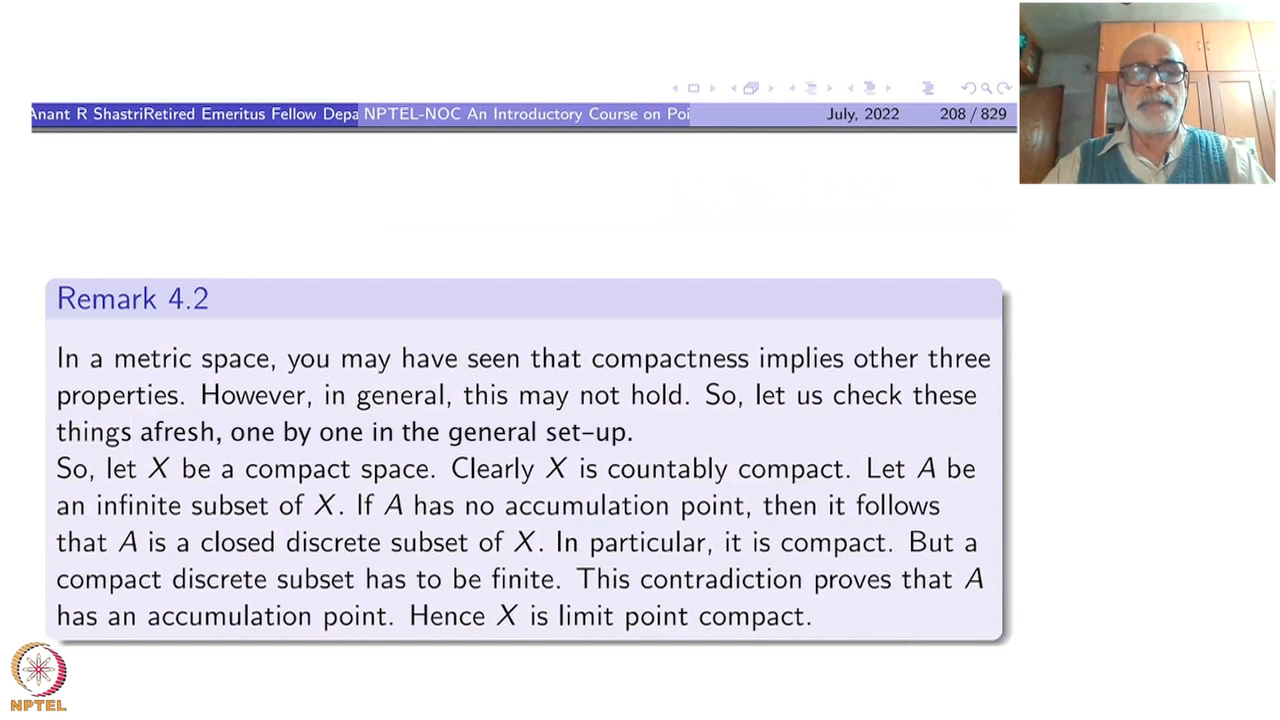 Anant R ShastriRetired Emeritus Fellow Depa NPTEL-NOC An Introductory Course on Poi July, 2022 208 / 829
Remark 4.2
In a metric space, you may have seen that compactness implies other three
properties. However, in general, this may not hold. So, let us check these
things afresh, one by one in the general set-up.
So, let X be a compact space. Clearly X is countably compact. Let A be
an infinite subset of X. If A has no accumulation point, then it follows
that A is a closed discrete subset of X. In particular, it is compact. But a
compact discrete subset has to be finite. This contradiction proves that A
has an accumulation point. Hence X is limit point compact.
NPTEL